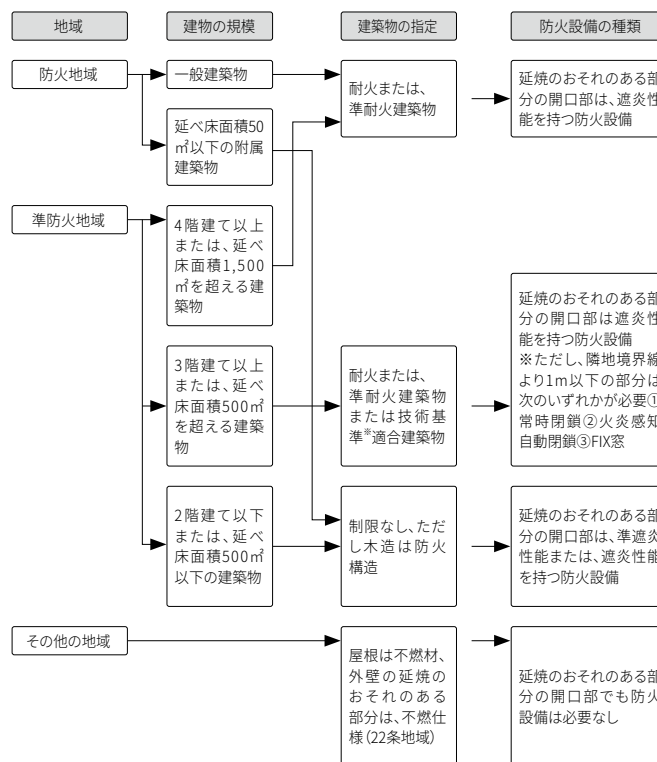 地域
建物の規模
建築物の指定
防火設備の種類
防火地域
一般建築物
耐火または、
準耐火建築物
延焼のおそれのある部
分の開口部は、遮炎性
能を持つ防火設備
延べ床面積50
㎡以下の附属
建築物
準防火地域
4階建て以上
または、延べ
床面積1,500
㎡を超える建
築物
3階建て以上
または、延べ
床面積500㎡
を超える建築
物
耐火または、
準耐火建築物
または技術基
準※適合建築物
延焼のおそれのある部
分の開口部は遮炎性
能を持つ防火設備
※ただし、隣地境界線
より1m以下の部分は
次のいずれかが必要①
常時閉鎖②火炎感知
自動閉鎖③FIX窓
2階建て以下
または、延べ
床面積500㎡
以下の建築物
制限なし、ただ
し木造は防火
構造
延焼のおそれのある部
分の開口部は、準遮炎
性能または、遮炎性能
を持つ防火設備
その他の地域
屋根は不燃材、
外壁の延焼の
おそれのある
部分は、不燃仕
様(22条地域)
延焼のおそれのある部
分の開口部でも防火
設備は必要なし